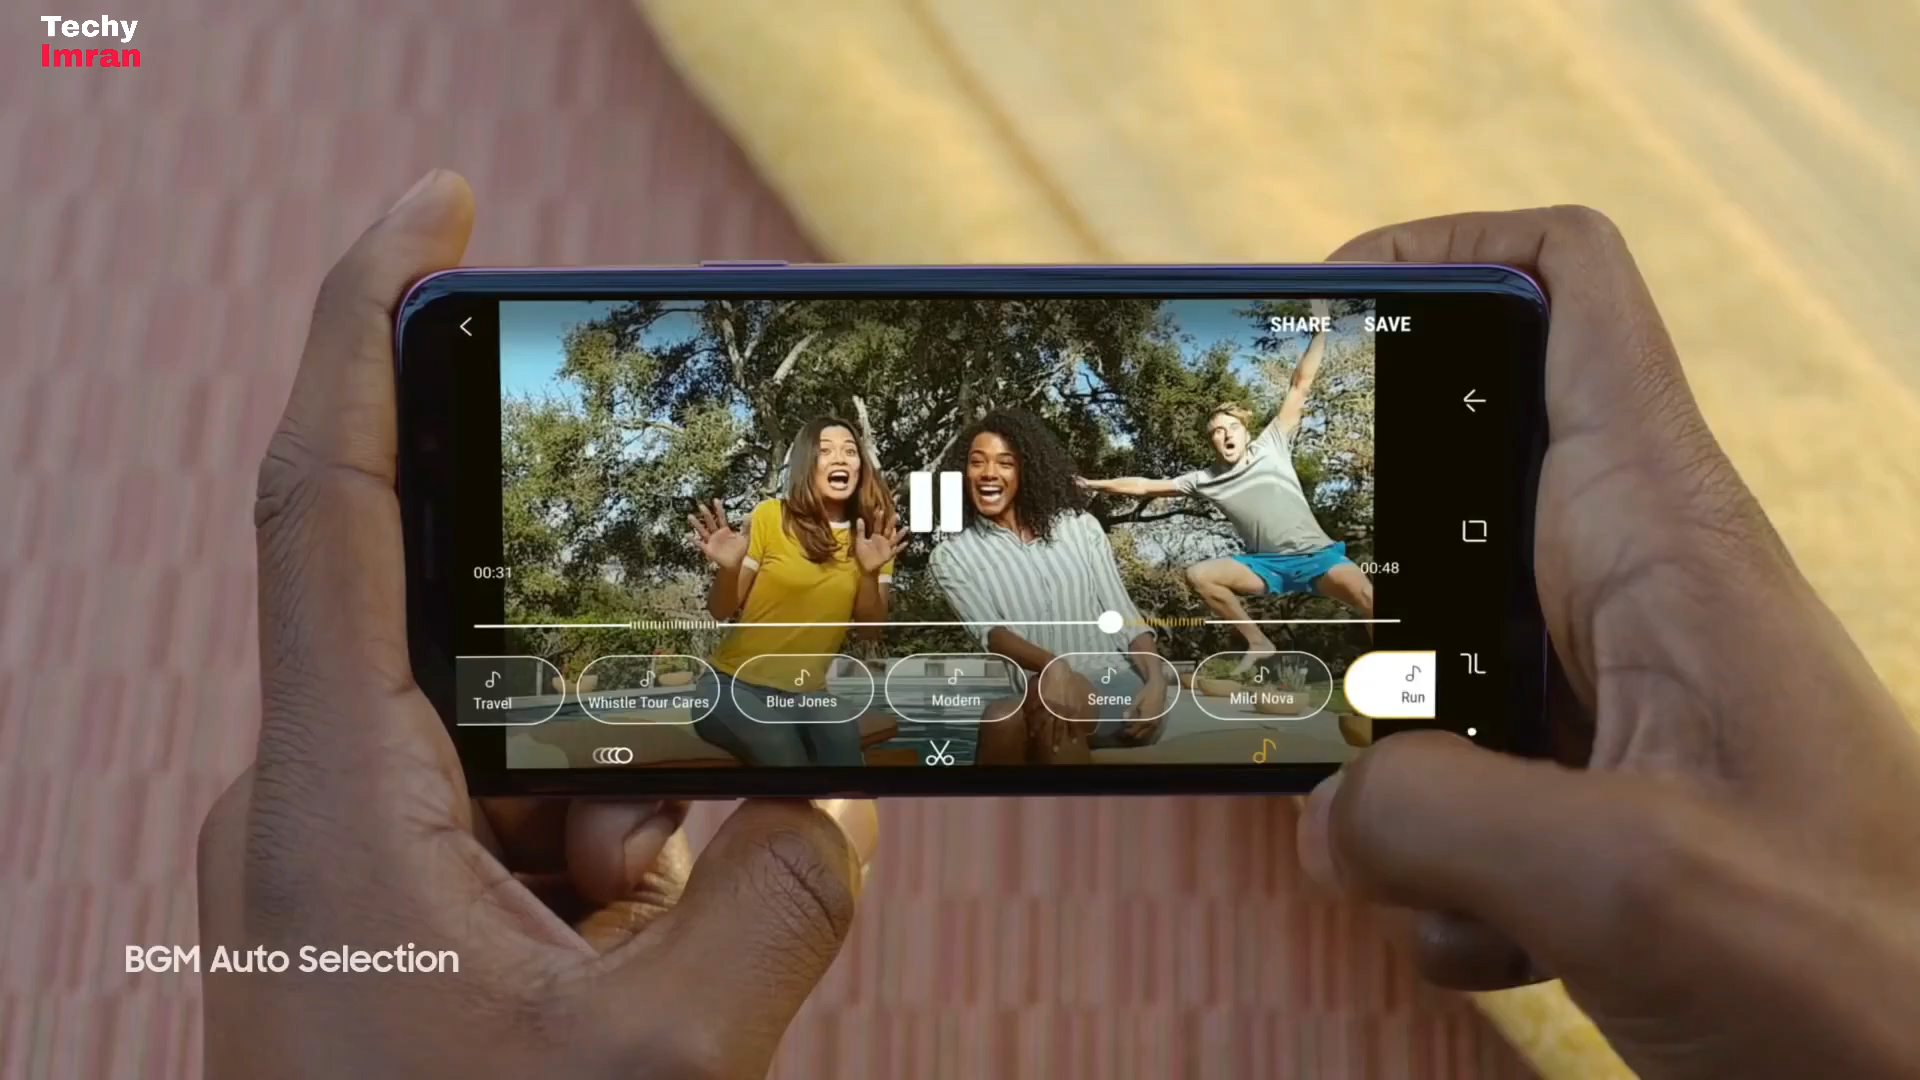 Techy
Imran
SHARE SAVE
00:31
00:48
Travel
Whistle Tour Cares
Blue Jones
Modern
Serene
Mild Nova
Run
BGM Auto Selection